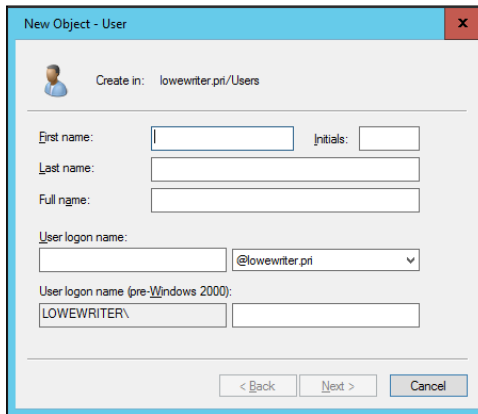 New Object - User
x
Create in: lowewriter.pri/Users
First name: Initials:
Last name:
Full name:
User logon name:
@lowewriter.pri
User logon name (pre-Windows 2000):
LOWEWRITER\
< Back Next > Cancel